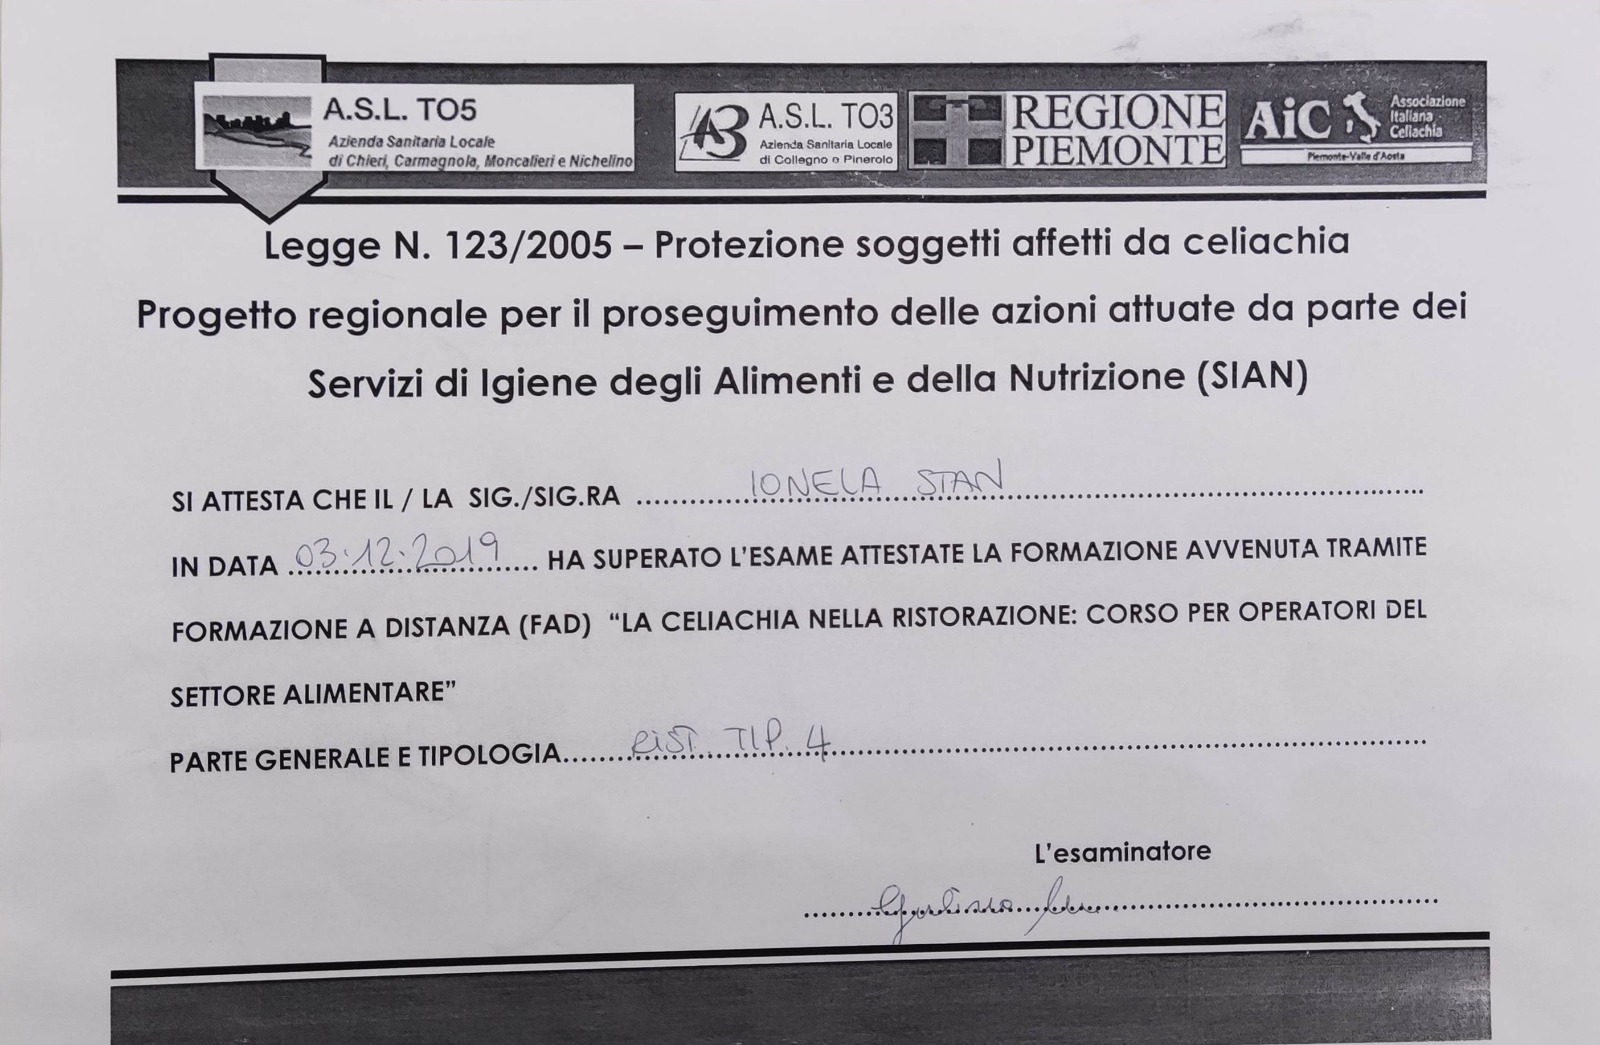 A.S.L. TO5
Azienda Sanitaria Locale
di Chieri, Carmagnola, Moncalieri e Nichelino
A.S.L. TO3
Azienda Sanitaria Locale
di Collegno e Pinerolo
REGIONE
PIEMONTE
AiC
Associazione
Italiana
Celiachia
Piemonte-Valle d'Aosta
Legge N. 123/2005 – Protezione soggetti affetti da celiachia
Progetto regionale per il proseguimento delle azioni attuate da parte dei
Servizi di Igiene degli Alimenti e della Nutrizione (SIAN)
SI ATTESTA CHE IL / LA SIG./SIG.RA IONELA STAN
IN DATA 03.12.2019 HA SUPERATO L'ESAME ATTESTATE LA FORMAZIONE AVVENUTA TRAMITE
FORMAZIONE A DISTANZA (FAD) “LA CELIACHIA NELLA RISTORAZIONE: CORSO PER OPERATORI DEL
SETTORE ALIMENTARE”
PARTE GENERALE E TIPOLOGIA RIST. TIP. 4
L'esaminatore